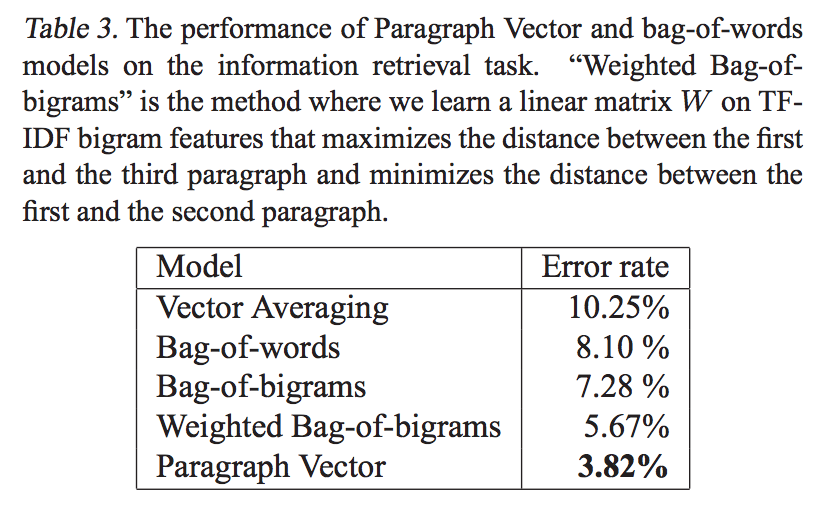 Table 3. The performance of Paragraph Vector and bag-of-words
models on the information retrieval task. “Weighted Bag-of-
bigrams” is the method where we learn a linear matrix W on TF-
IDF bigram features that maximizes the distance between the first
and the third paragraph and minimizes the distance between the
first and the second paragraph.
Model Error rate
Vector Averaging 10.25%
Bag-of-words 8.10 %
Bag-of-bigrams 7.28 %
Weighted Bag-of-bigrams 5.67%
Paragraph Vector 3.82%